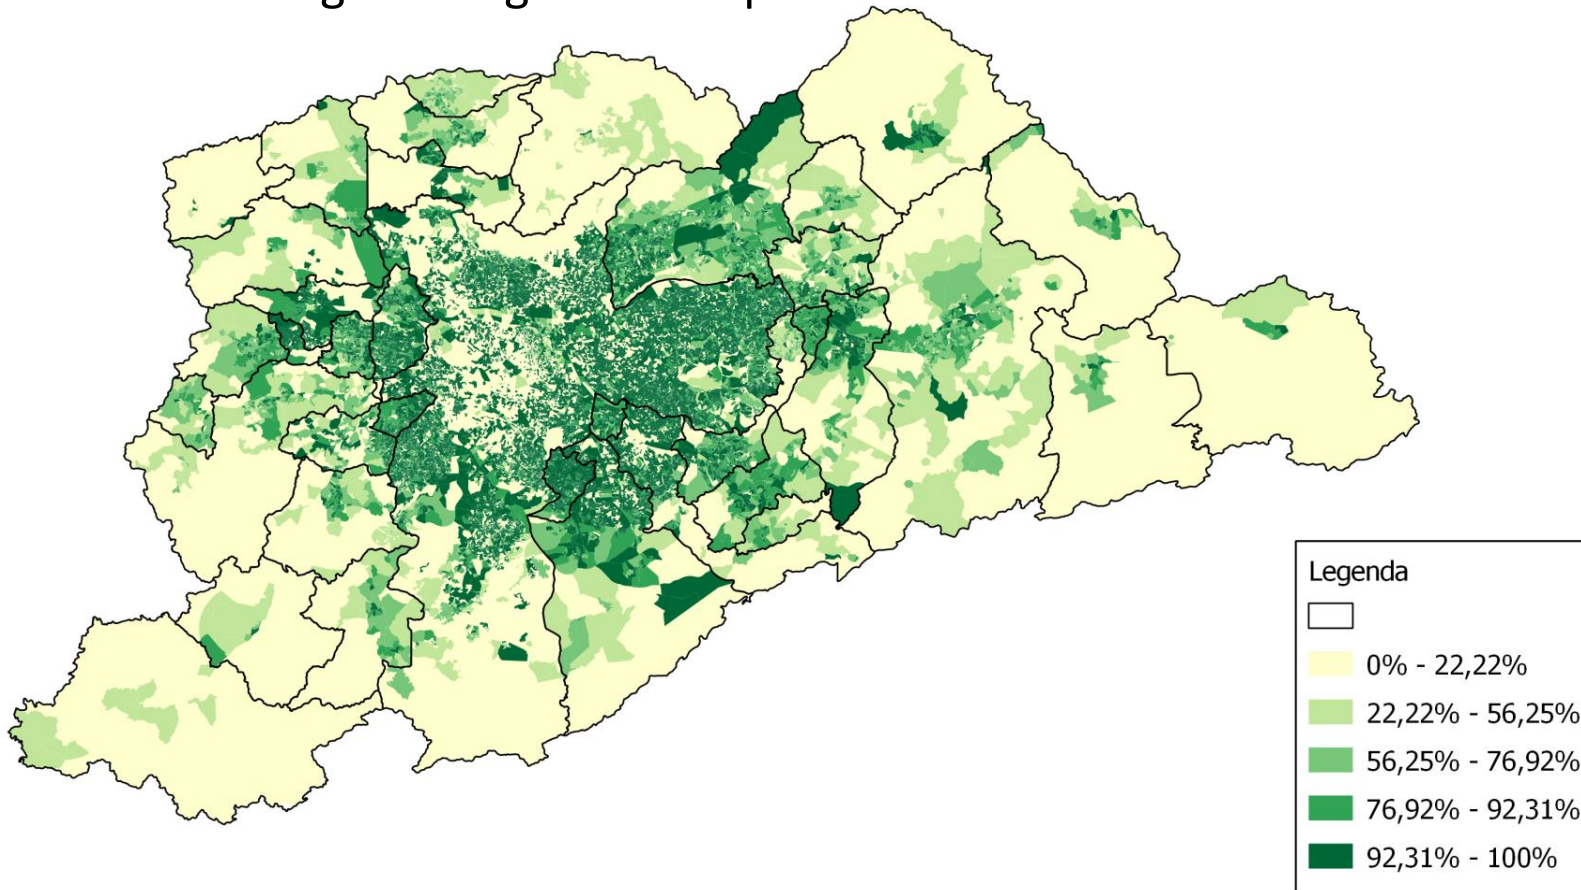 Legenda
0% - 22,22%
22,22% - 56,25%
56,25% - 76,92%
76,92% - 92,31%
92,31% - 100%